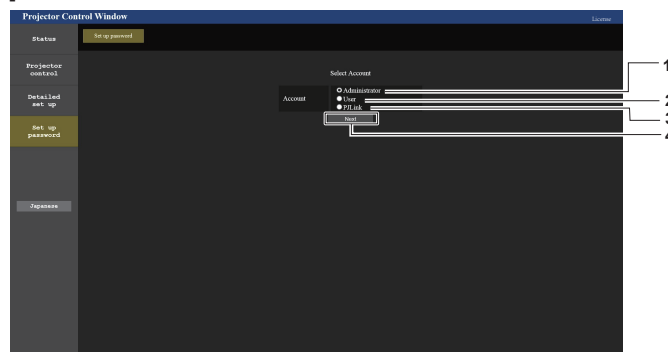 Projector Control Window
License
Status
Set up password
Projector
control
Select Account
1
Administrator
Account
User
2
PJLink
3
Next
4
Detailed
set up
Set up
password
Japanese